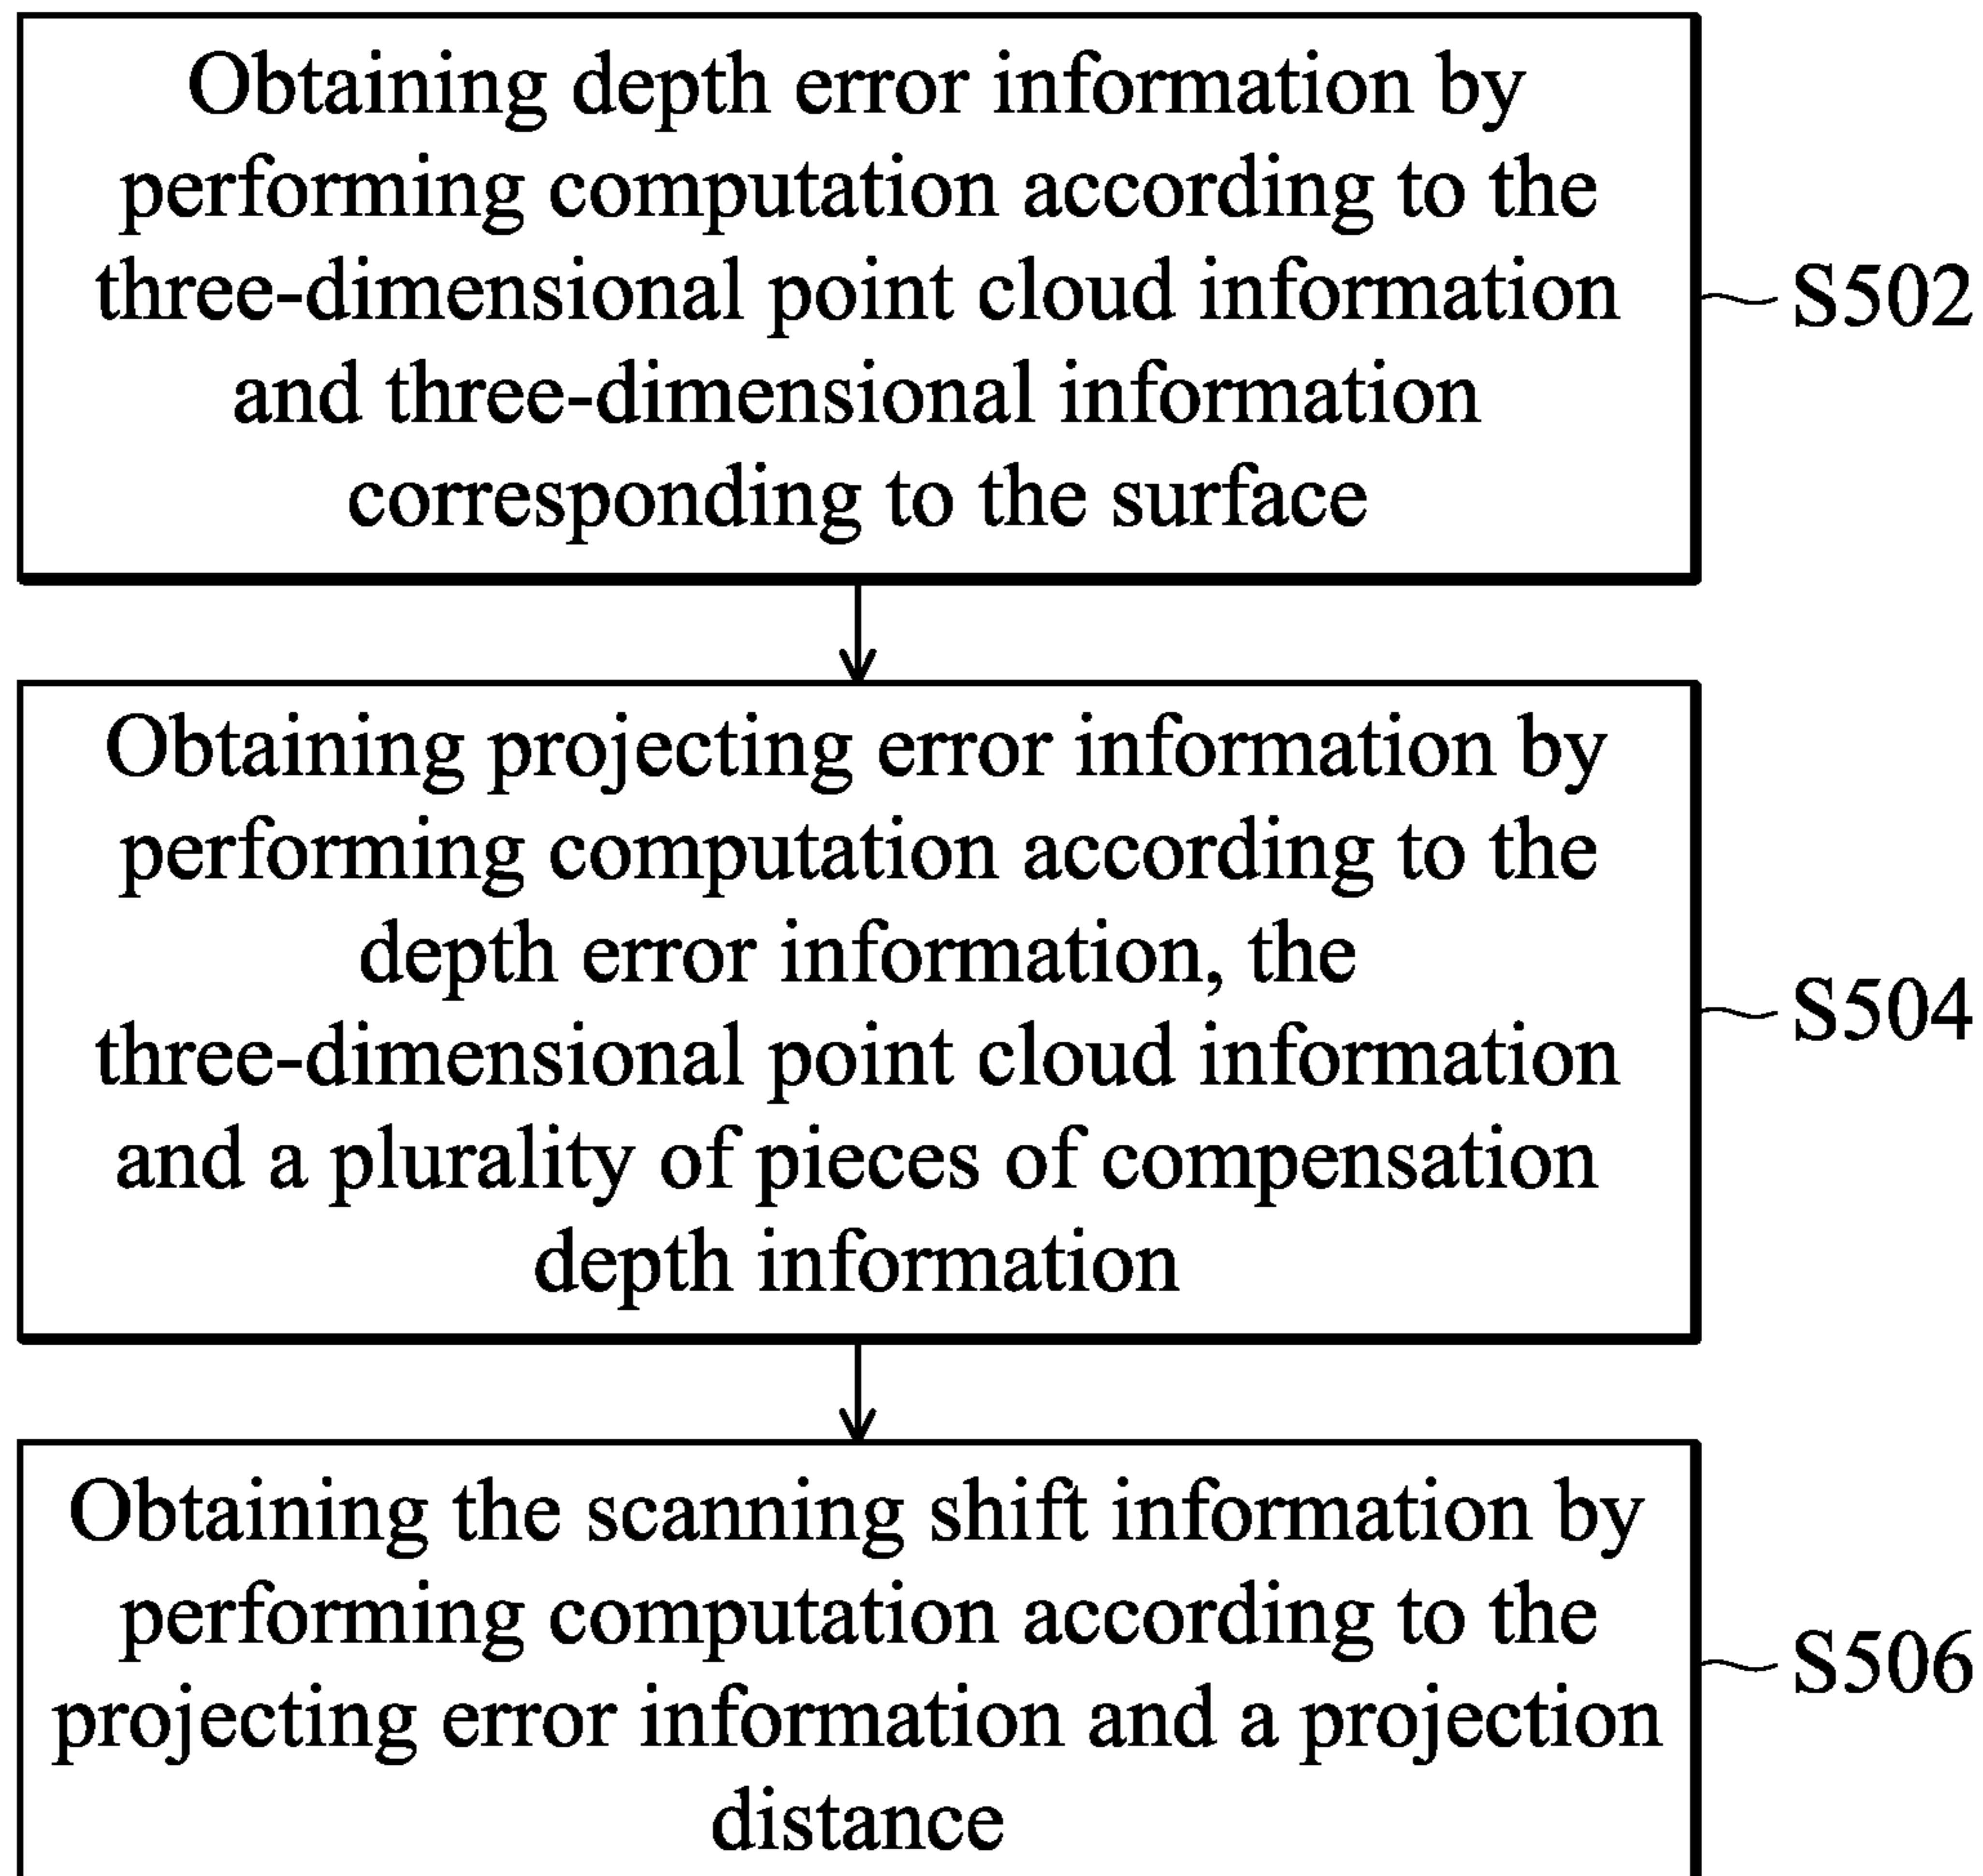 Obtaining depth error information by
performing computation according to the
three-dimensional point cloud information
and three-dimensional information
corresponding to the surface
S502
Obtaining projecting error information by
performing computation according to the
depth error information, the
three-dimensional point cloud information
and a plurality of pieces of compensation
depth information
S504
Obtaining the scanning shift information by
performing computation according to the
projecting error information and a projection
distance
S506